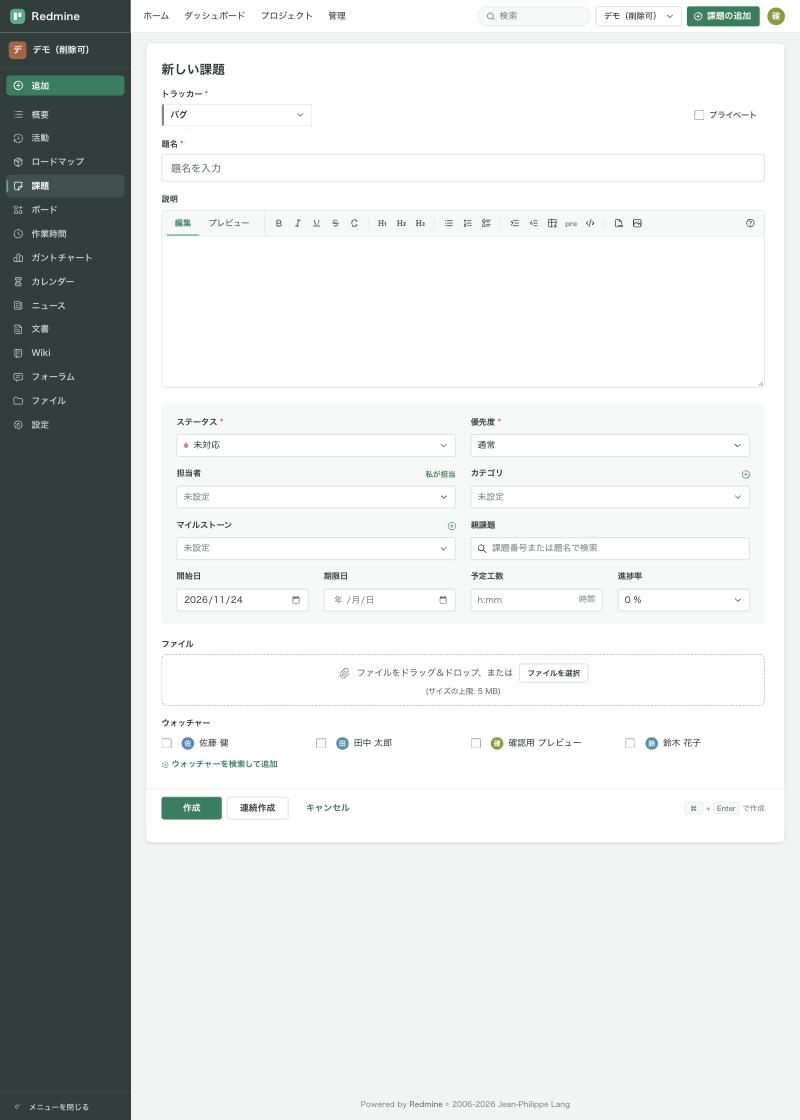 Redmine
ホーム ダッシュボード プロジェクト 管理
検索
デモ（削除可）
課題の追加
確
デ デモ（削除可）
追加
概要
活動
ロードマップ
課題
ボード
作業時間
ガントチャート
カレンダー
ニュース
文書
Wiki
フォーラム
ファイル
設定
メニューを閉じる
新しい課題
トラッカー *
バグ
プライベート
題名 *
題名を入力
説明
編集 プレビュー B I U S C H1 H2 H3 pre </>
ステータス *
未対応
優先度 *
通常
担当者 私が担当
未設定
カテゴリ
未設定
マイルストーン
未設定
親課題
課題番号または題名で検索
開始日
2026/11/24
期限日
年 /月/日
予定工数
h:mm 時間
進捗率
0 %
ファイル
ファイルをドラッグ＆ドロップ、または ファイルを選択
(サイズの上限: 5 MB)
ウォッチャー
佐 佐藤 健
田 田中 太郎
確 確認用 プレビュー
鈴 鈴木 花子
ウォッチャーを検索して追加
作成 連続作成 キャンセル
⌘ + Enter で作成
Powered by Redmine © 2006-2026 Jean-Philippe Lang